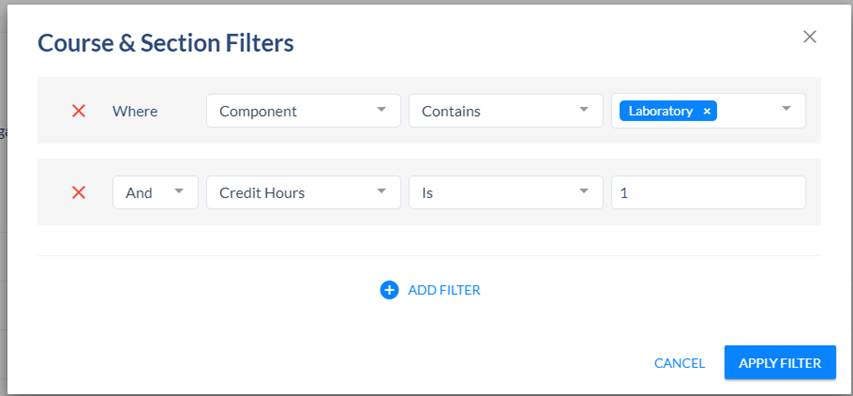 Course & Section Filters
Where Component Contains Laboratory ×
And Credit Hours Is 1
ADD FILTER
CANCEL APPLY FILTER